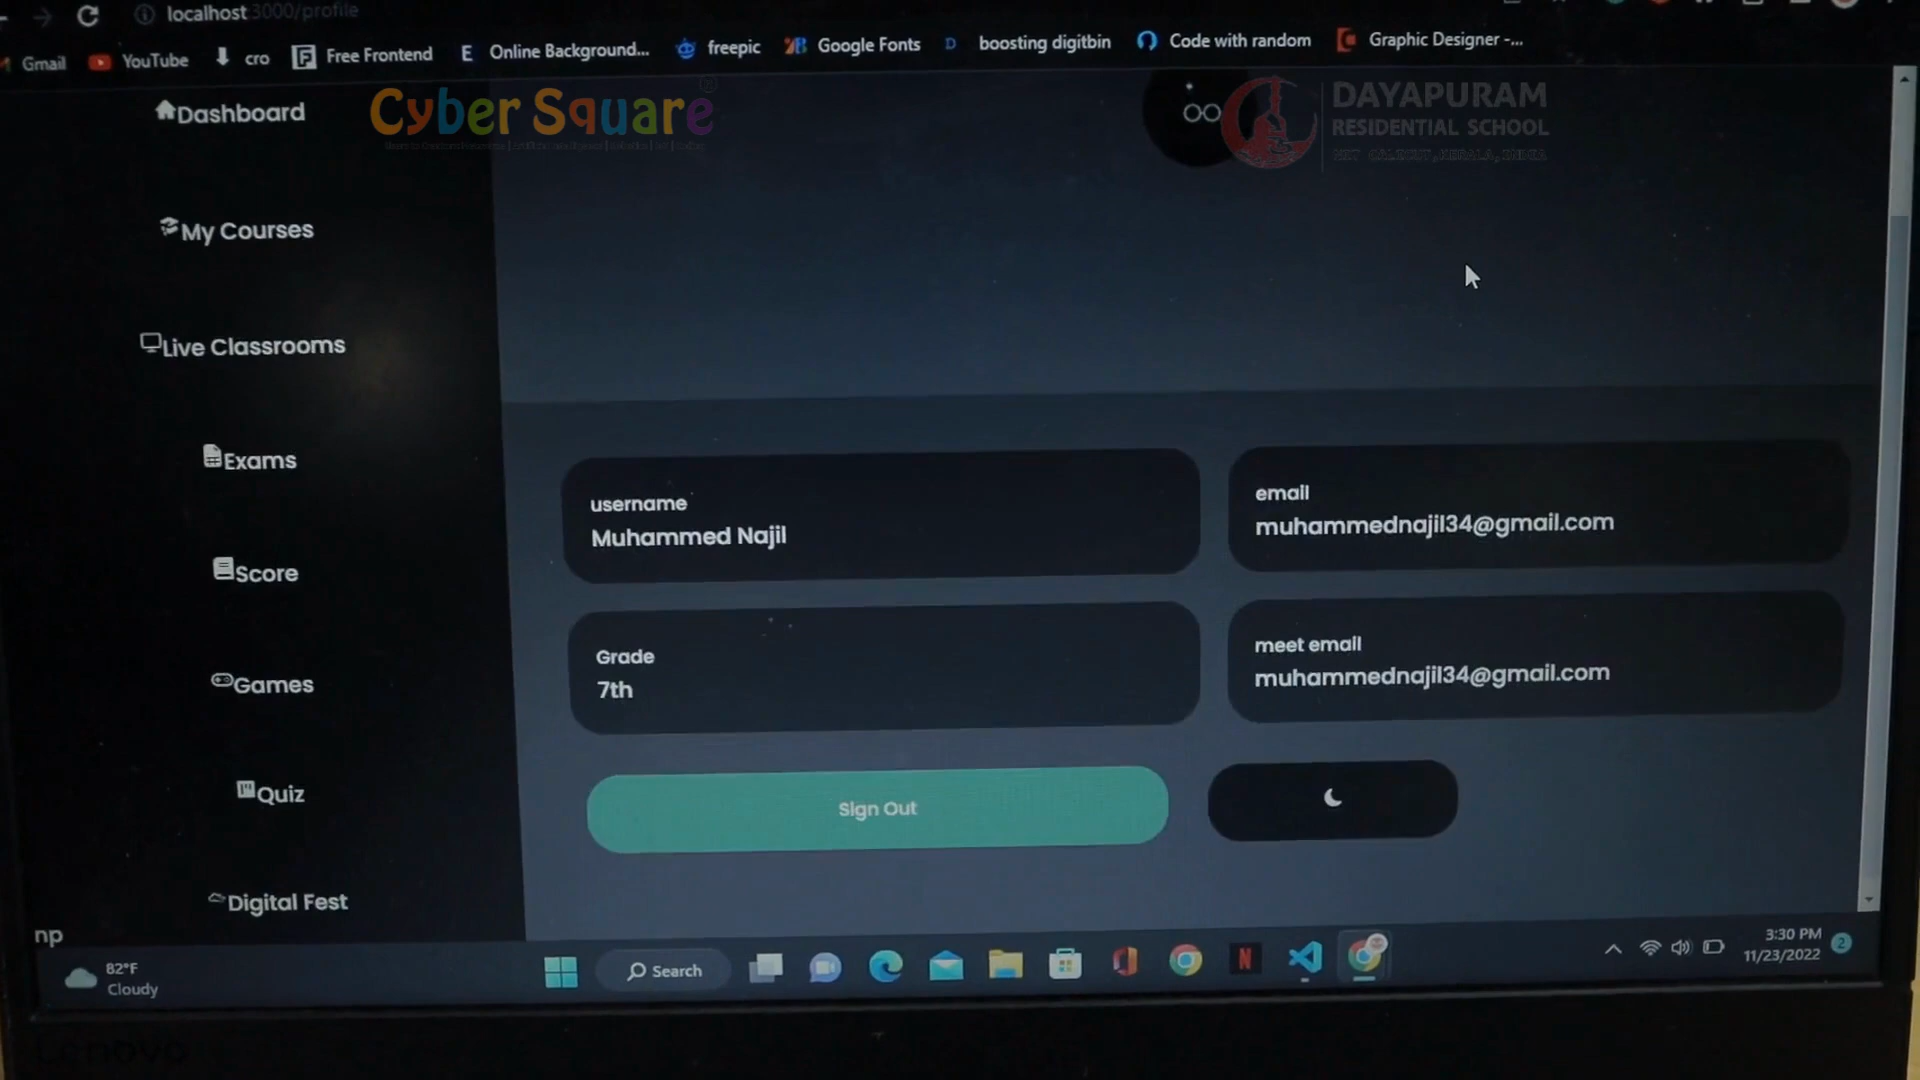 localhost:3000/profile
Gmail YouTube cro Free Frontend Online Background... freepic Google Fonts boosting digitbin Code with random Graphic Designer -...
Cyber Square
DAYAPURAM
RESIDENTIAL SCHOOL
Dashboard
My Courses
Live Classrooms
Exams
Score
Games
Quiz
Digital Fest
np
username
Muhammed Najil
email
muhammednajil34@gmail.com
Grade
7th
meet email
muhammednajil34@gmail.com
Sign Out
82°F
Cloudy
Search
3:30 PM
11/23/2022
2
Lenovo